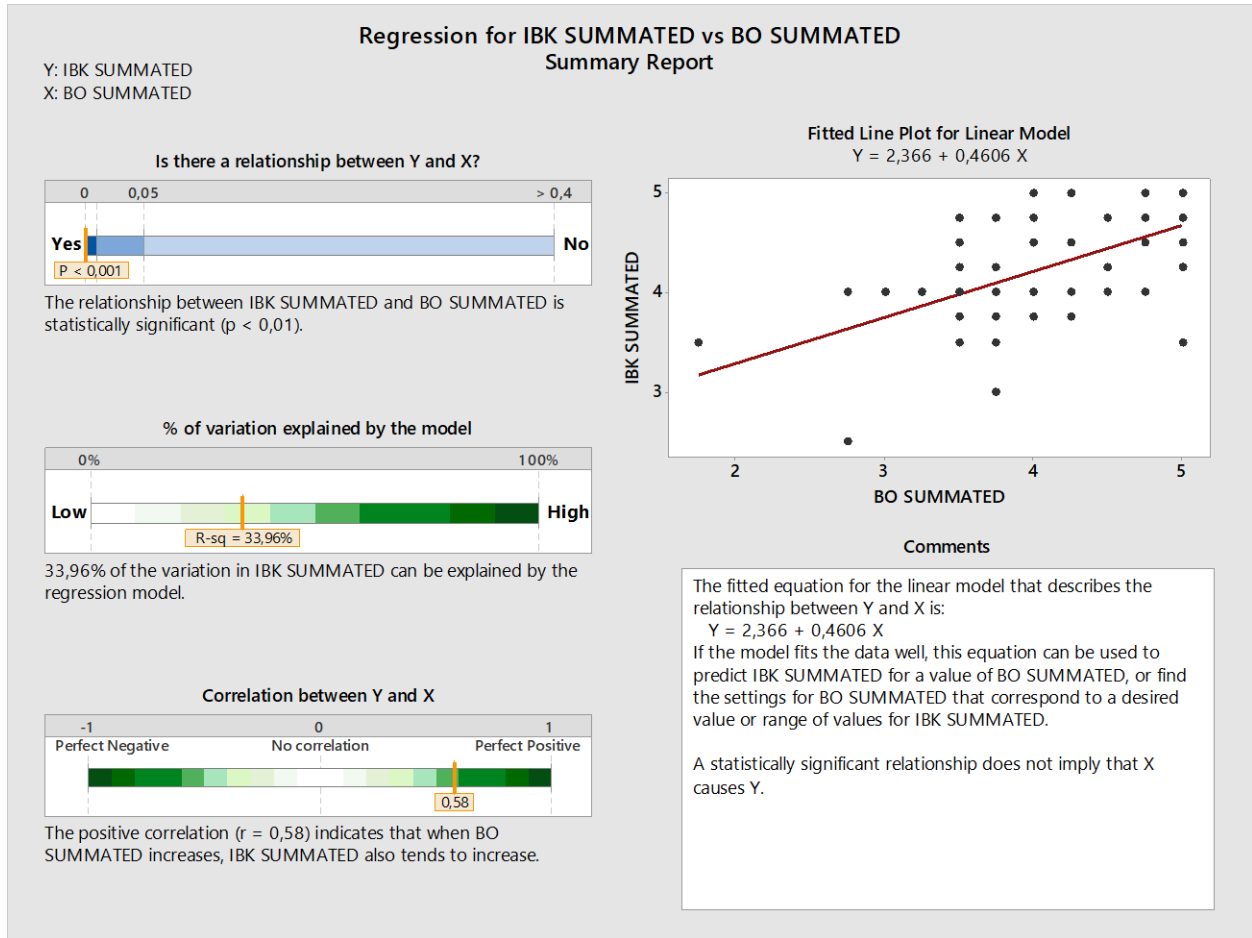 Regression for IBK SUMMATED vs BO SUMMATED
Summary Report
Y: IBK SUMMATED
X: BO SUMMATED
Is there a relationship between Y and X?
0 0,05 > 0,4
Yes No
P < 0,001
The relationship between IBK SUMMATED and BO SUMMATED is
statistically significant (p < 0,01).
% of variation explained by the model
0% 100%
Low High
R-sq = 33,96%
33,96% of the variation in IBK SUMMATED can be explained by the
regression model.
Correlation between Y and X
-1 0 1
Perfect Negative No correlation Perfect Positive
0,58
The positive correlation (r = 0,58) indicates that when BO
SUMMATED increases, IBK SUMMATED also tends to increase.
Fitted Line Plot for Linear Model
Y = 2,366 + 0,4606 X
5
4
3
IBK SUMMATED
2 3 4 5
BO SUMMATED
Comments
The fitted equation for the linear model that describes the
relationship between Y and X is:
Y = 2,366 + 0,4606 X
If the model fits the data well, this equation can be used to
predict IBK SUMMATED for a value of BO SUMMATED, or find
the settings for BO SUMMATED that correspond to a desired
value or range of values for IBK SUMMATED.
A statistically significant relationship does not imply that X
causes Y.